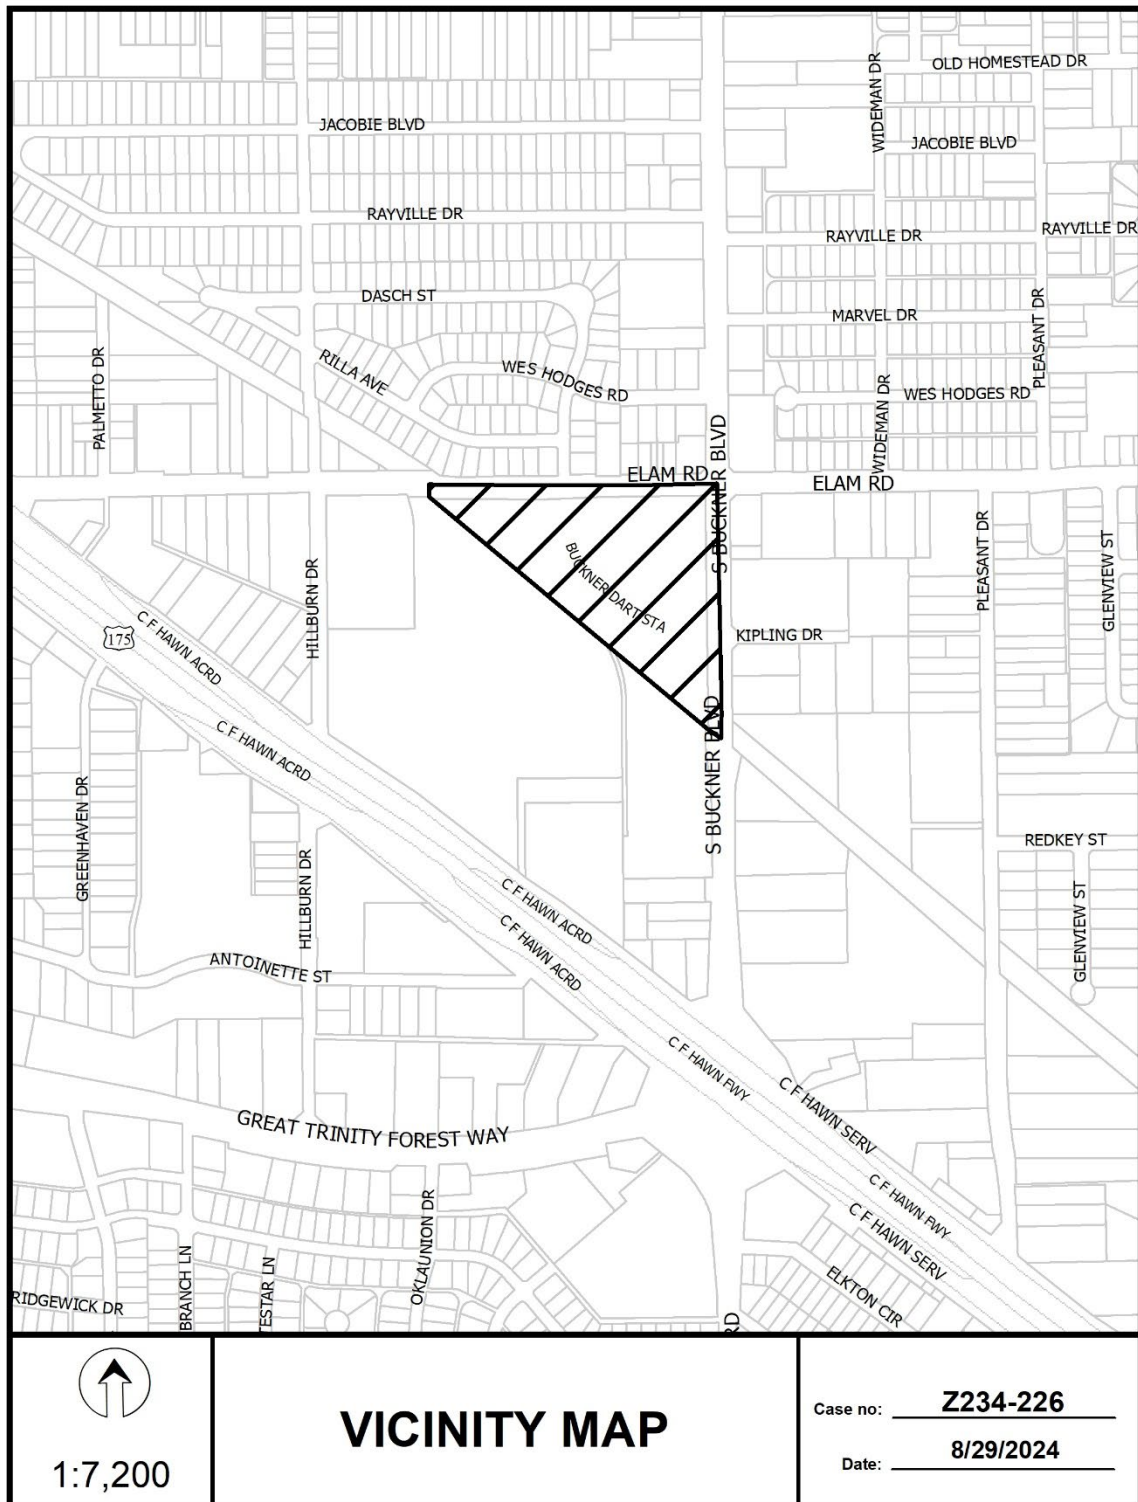 OLD HOMESTEAD DR
WIDEMAN DR
JACOBIE BLVD
JACOBIE BLVD
RAYVILLE DR
RAYVILLE DR
RAYVILLE DR
DASCH ST
MARVEL DR
PLEASANT DR
PALMETTO DR
RILLA AVE
WES HODGES RD
WES HODGES RD
WIDEMAN DR
S BUCKNER BLVD
ELAM RD
ELAM RD
BUCKNER DART STA
PLEASANT DR
GLENVIEW ST
HILLBURN DR
C F HAWN ACRD
175
KIPLING DR
C F HAWN ACRD
S BUCKNER BLVD
GREENHAVEN DR
HILLBURN DR
REDKEY ST
C F HAWN ACRD
C F HAWN ACRD
GLENVIEW ST
ANTOINETTE ST
C F HAWN FWY
C F HAWN SERV
GREAT TRINITY FOREST WAY
C F HAWN FWY
C F HAWN SERV
OKLAUNION DR
ELKTON CIR
RIDGEWICK DR
BRANCH LN
TESTAR LN
RD
1:7,200
VICINITY MAP
Case no: Z234-226
Date: 8/29/2024